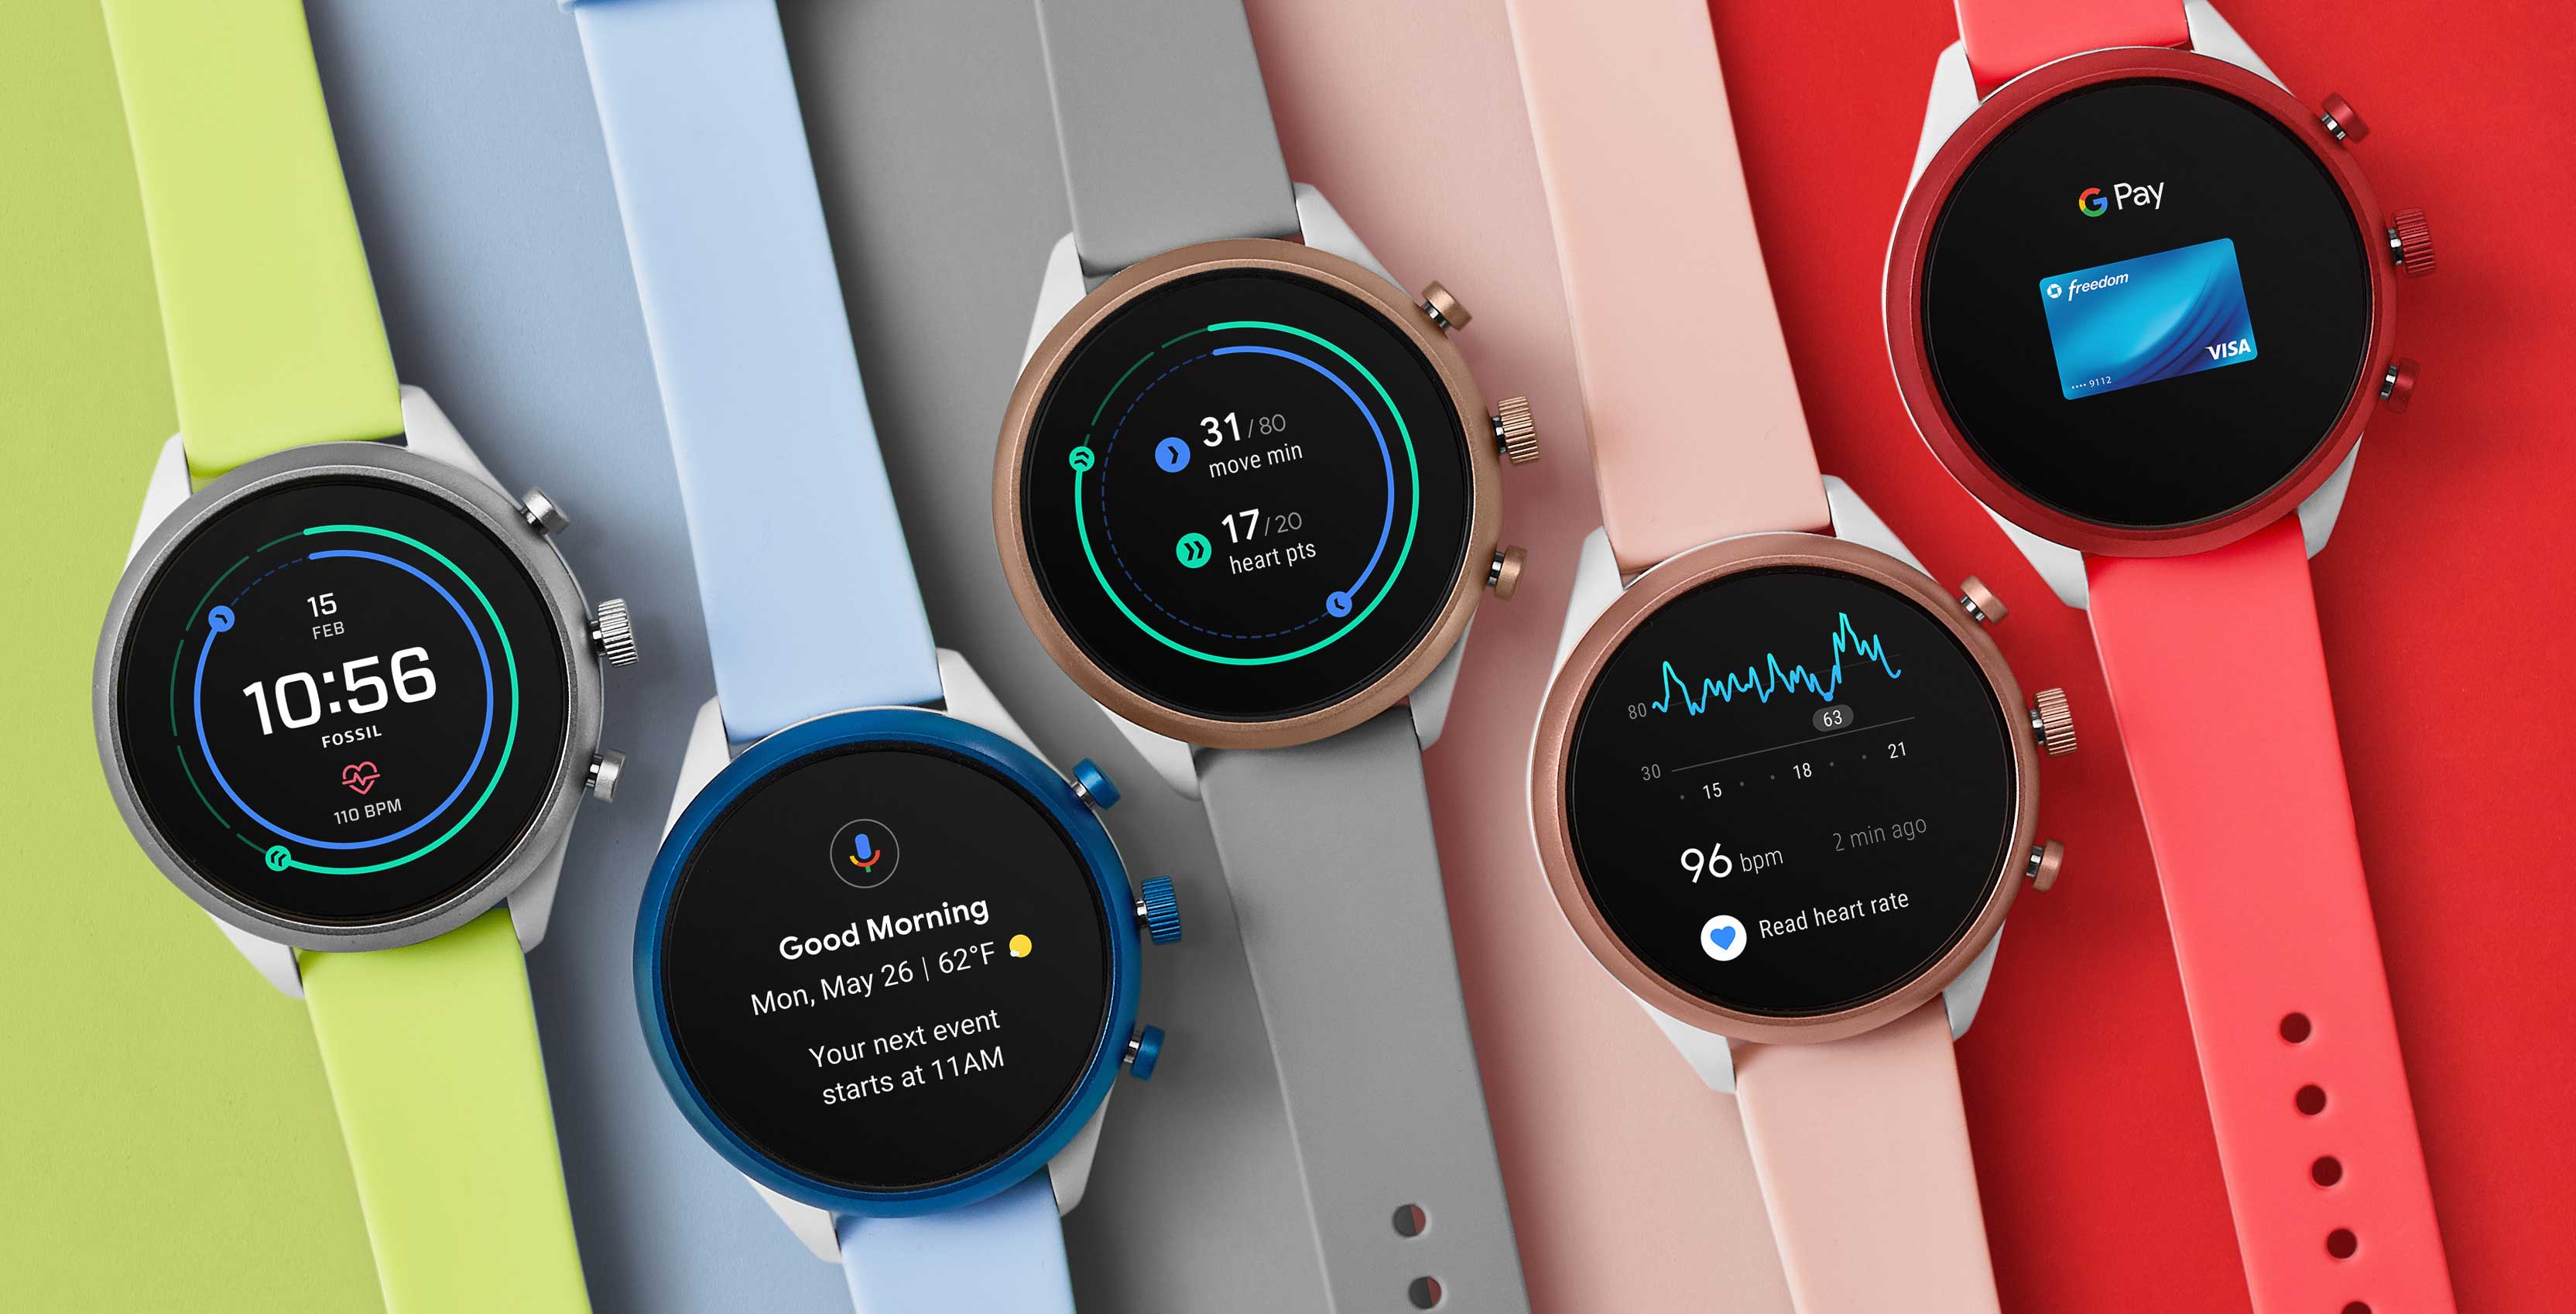 15
FEB
10:56
FOSSIL
110 BPM
Good Morning
Mon, May 26 | 62°F
Your next event
starts at 11AM
31/80
move min
17/20
heart pts
80
63
30
15 · · 18 · · 21
96 bpm 2 min ago
Read heart rate
G Pay
freedom
VISA
•••• 9112